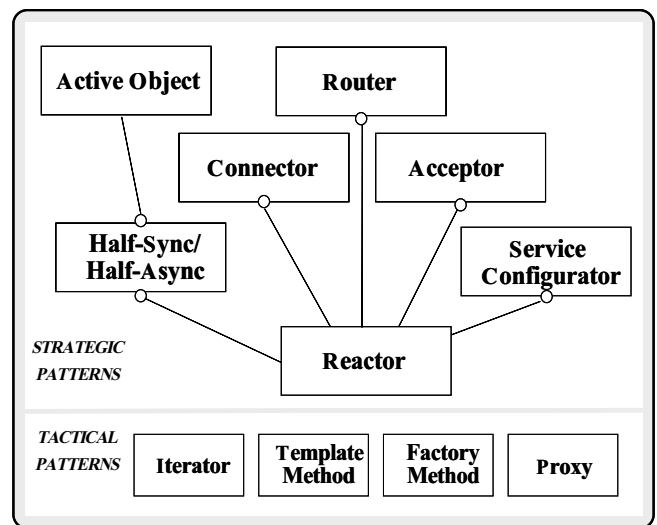 Active Object
Router
Connector
Acceptor
Half-Sync/
Half-Async
Service
Configurator
Reactor
STRATEGIC
PATTERNS
TACTICAL
PATTERNS
Iterator
Template
Method
Factory
Method
Proxy